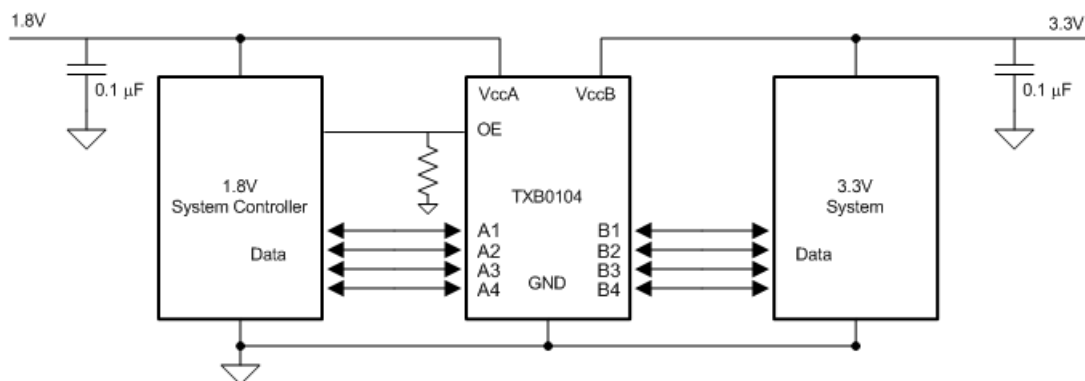 1.8V
3.3V
0.1 μF
0.1 μF
VccA
VccB
OE
1.8V
System Controller
TXB0104
3.3V
System
Data
A1
A2
A3
A4
GND
B1
B2
B3
B4
Data